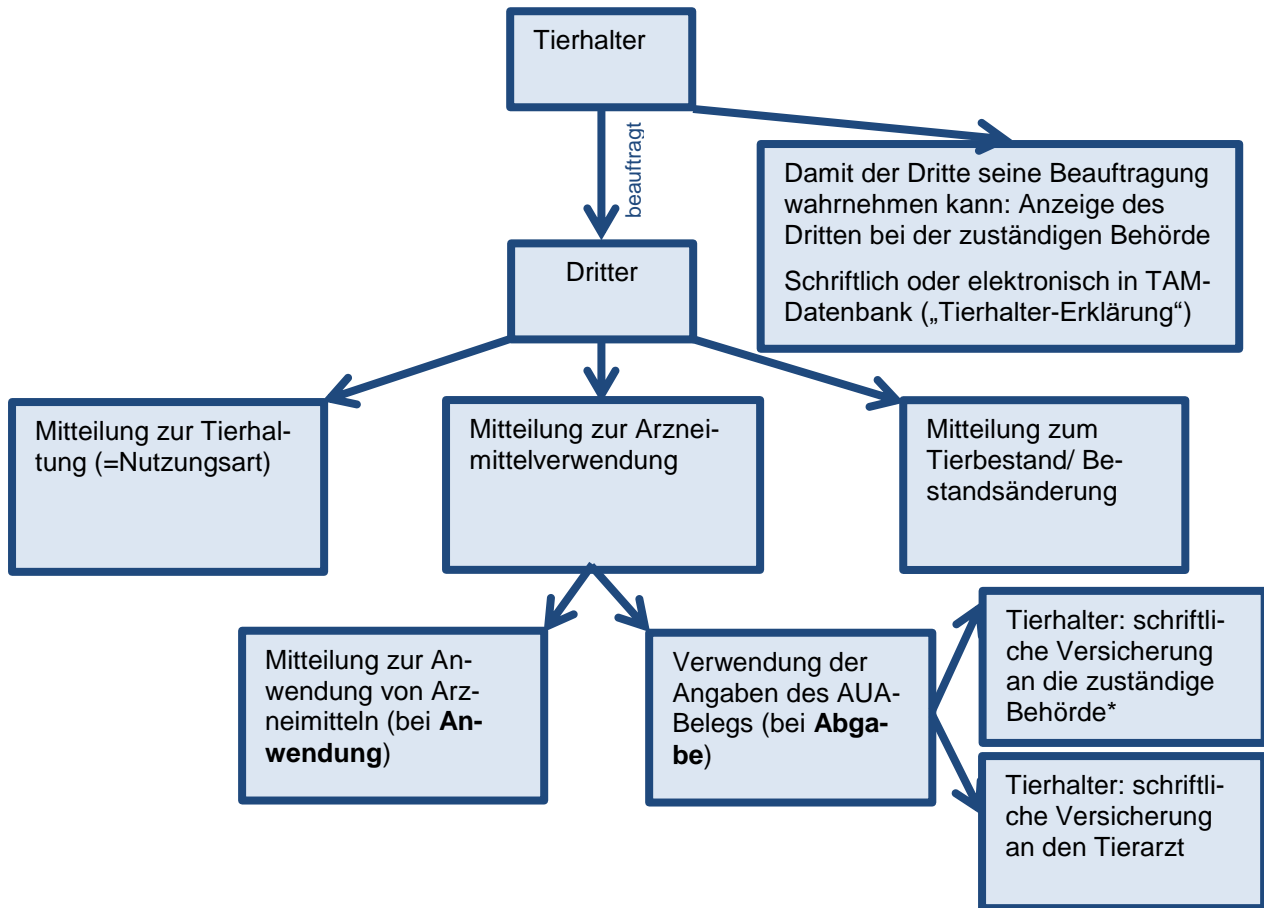 Tierhalter
beauftragt
Damit der Dritte seine Beauftragung
wahrnehmen kann: Anzeige des
Dritten bei der zuständigen Behörde
Schriftlich oder elektronisch in TAM-
Datenbank („Tierhalter-Erklärung“)
Dritter
Mitteilung zur Tierhal-
tung (=Nutzungsart)
Mitteilung zur Arznei-
mittelverwendung
Mitteilung zum
Tierbestand/ Be-
standsänderung
Mitteilung zur An-
wendung von Arz-
neimitteln (bei An-
wendung)
Verwendung der
Angaben des AUA-
Belegs (bei Abga-
be)
Tierhalter: schriftli-
che Versicherung
an die zuständige
Behörde*
Tierhalter: schriftli-
che Versicherung
an den Tierarzt